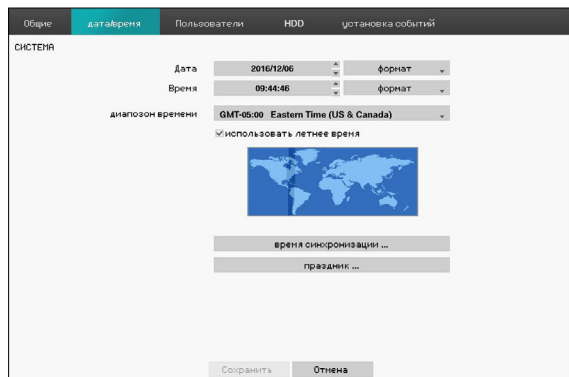 Общие дата/время Пользователи HDD установка событий
СИСТЕМА
Дата 2016/12/06 формат
Время 09:44:46 формат
диапозон времени GMT-05:00 Eastern Time (US & Canada)
использовать летнее время
время синхронизации ...
праздник ...
Сохранить Отмена